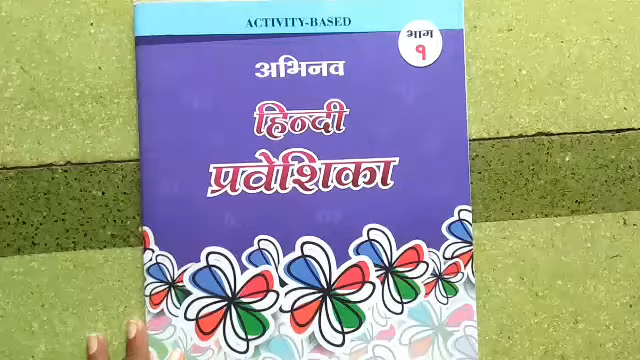 ACTIVITY-BASED
भाग
१
अभिनव
हिन्दी
प्रवेशिका